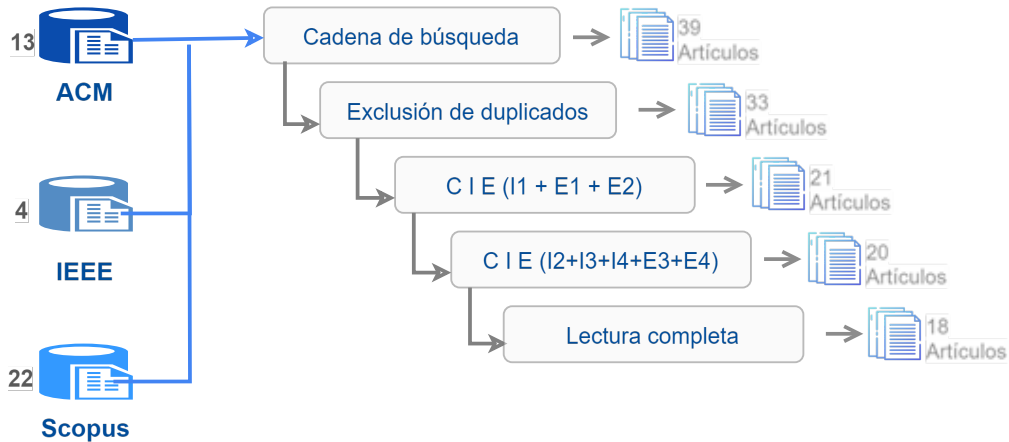 13
ACM
4
IEEE
22
Scopus
Cadena de búsqueda
39
Artículos
Exclusión de duplicados
33
Artículos
C I E (I1 + E1 + E2)
21
Artículos
C I E (I2+I3+I4+E3+E4)
20
Artículos
Lectura completa
18
Artículos